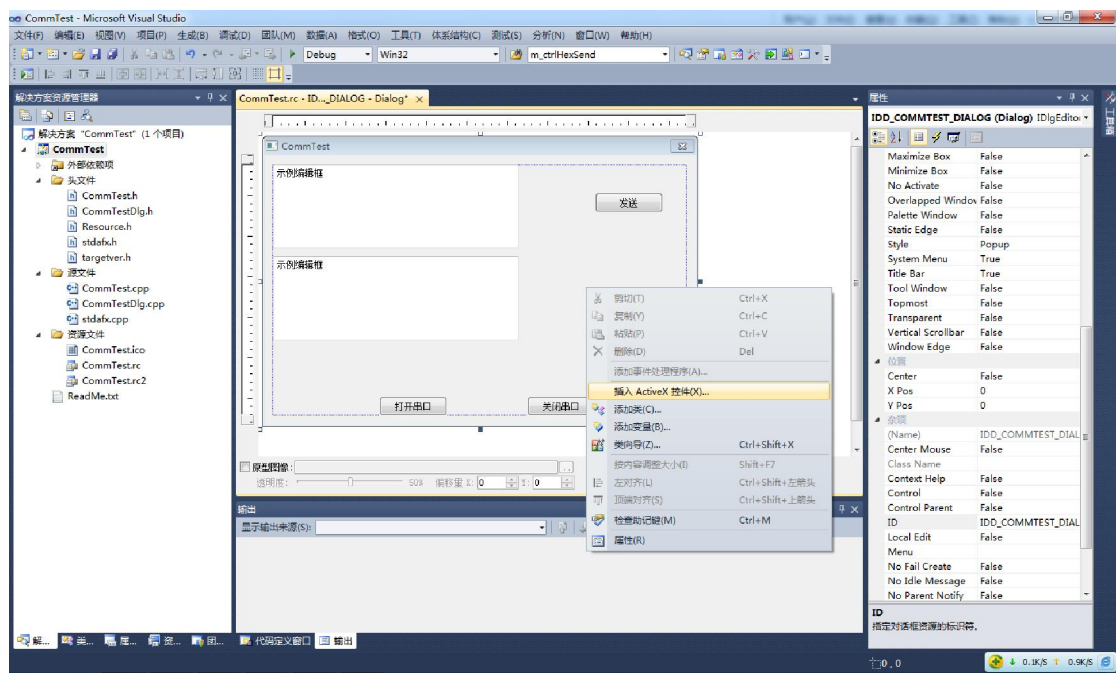 CommTest - Microsoft Visual Studio
文件(F) 编辑(E) 视图(V) 项目(P) 生成(B) 调试(D) 团队(M) 数据(A) 格式(O) 工具(T) 体系结构(C) 测试(S) 分析(N) 窗口(W) 帮助(H)
Debug Win32 m_ctrlHexSend
解决方案资源管理器
解决方案 "CommTest" (1 个项目)
CommTest
外部依赖项
头文件
CommTest.h
CommTestDlg.h
Resource.h
stdafx.h
targetver.h
源文件
CommTest.cpp
CommTestDlg.cpp
stdafx.cpp
资源文件
CommTest.ico
CommTest.rc
CommTest.rc2
ReadMe.txt
解... 类... 属... 资... 团...
CommTest.rc - ID..._DIALOG - Dialog*
CommTest
示例编辑框
发送
示例编辑框
打开串口 关闭串口
原型图像:
透明度: 50% 偏移量 X: 0 Y: 0
剪切(T) Ctrl+X
复制(Y) Ctrl+C
粘贴(P) Ctrl+V
删除(D) Del
添加事件处理程序(A)...
插入 ActiveX 控件(X)...
添加类(C)...
添加变量(B)...
类向导(Z)... Ctrl+Shift+X
按内容调整大小(I) Shift+F7
左对齐(L) Ctrl+Shift+左箭头
顶端对齐(S) Ctrl+Shift+上箭头
检查助记键(M) Ctrl+M
属性(R)
输出
显示输出来源(S):
代码定义窗口 输出
属性
IDD_COMMTEST_DIALOG (Dialog) IDlgEditor
Maximize Box False
Minimize Box False
No Activate False
Overlapped Window False
Palette Window False
Static Edge False
Style Popup
System Menu True
Title Bar True
Tool Window False
Topmost False
Transparent False
Vertical Scrollbar False
Window Edge False
位置
Center False
X Pos 0
Y Pos 0
杂项
(Name) IDD_COMMTEST_DIAL
Center Mouse False
Class Name
Context Help False
Control False
Control Parent False
ID IDD_COMMTEST_DIAL
Local Edit False
Menu
No Fail Create False
No Idle Message False
No Parent Notify False
ID
指定对话框资源的标识符。
工具箱
0, 0
0.1K/S 0.9K/S